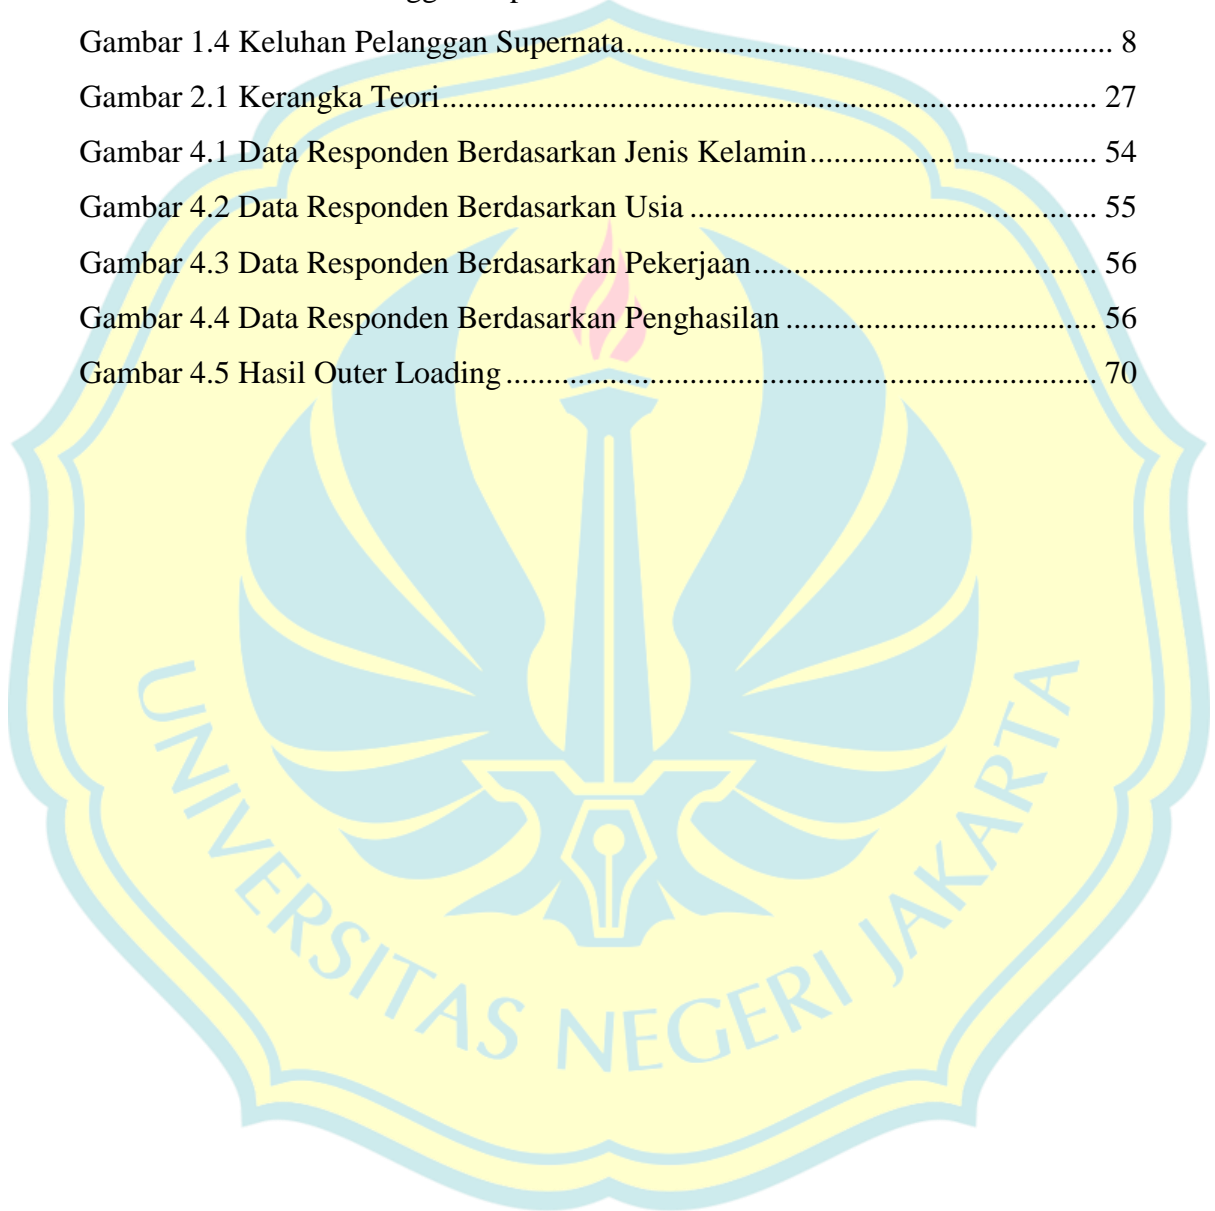 Gambar 1.4 Keluhan Pelanggan Supernata............................................................. 8
Gambar 2.1 Kerangka Teori.................................................................................. 27
Gambar 4.1 Data Responden Berdasarkan Jenis Kelamin.................................... 54
Gambar 4.2 Data Responden Berdasarkan Usia ................................................... 55
Gambar 4.3 Data Responden Berdasarkan Pekerjaan........................................... 56
Gambar 4.4 Data Responden Berdasarkan Penghasilan ....................................... 56
Gambar 4.5 Hasil Outer Loading .......................................................................... 70
UNIVERSITAS NEGERI JAKARTA